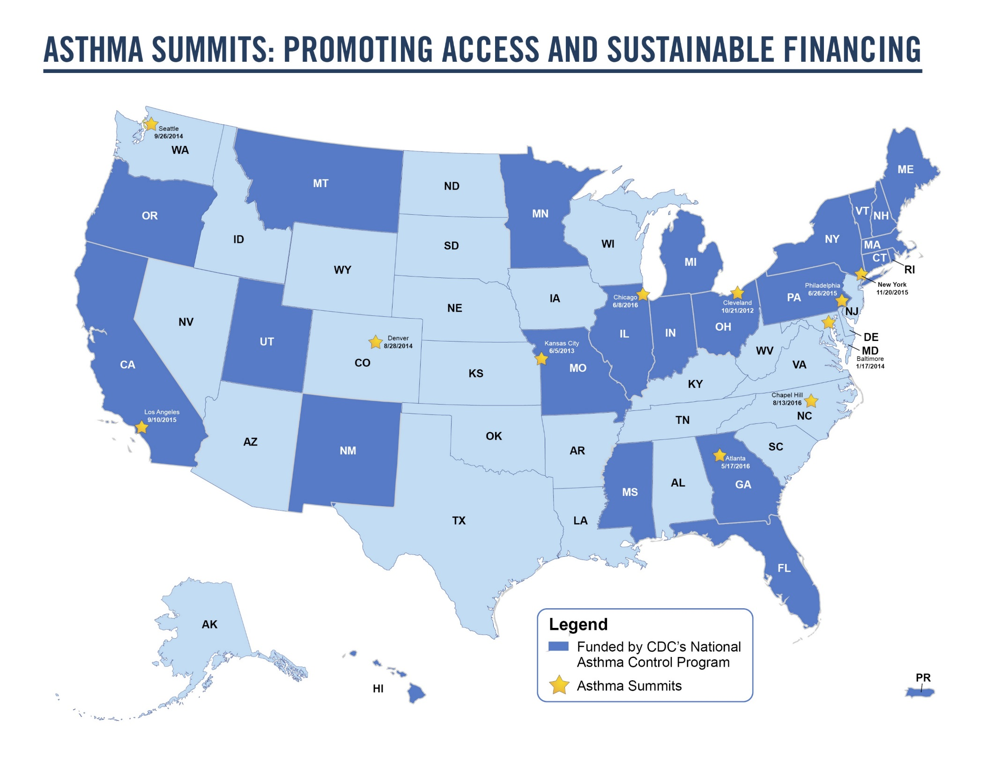 ASTHMA SUMMITS: PROMOTING ACCESS AND SUSTAINABLE FINANCING
Seattle
9/26/2014
WA
OR
ID
MT
ND
MN
SD
WY
WI
MI
ME
VT
NH
NY
MA
CT
RI
New York
11/20/2015
Philadelphia
6/26/2015
PA
NJ
DE
MD
Baltimore
1/17/2014
Chicago
6/8/2016
Cleveland
10/21/2012
IA
NE
NV
UT
Denver
8/28/2014
CO
KS
Kansas City
6/5/2013
MO
IL
IN
OH
WV
VA
KY
CA
Los Angeles
9/10/2015
AZ
NM
OK
AR
TN
Chapel Hill
8/13/2016
NC
SC
Atlanta
5/17/2016
GA
AL
MS
LA
TX
FL
AK
HI
PR
Legend
Funded by CDC’s National
Asthma Control Program
Asthma Summits